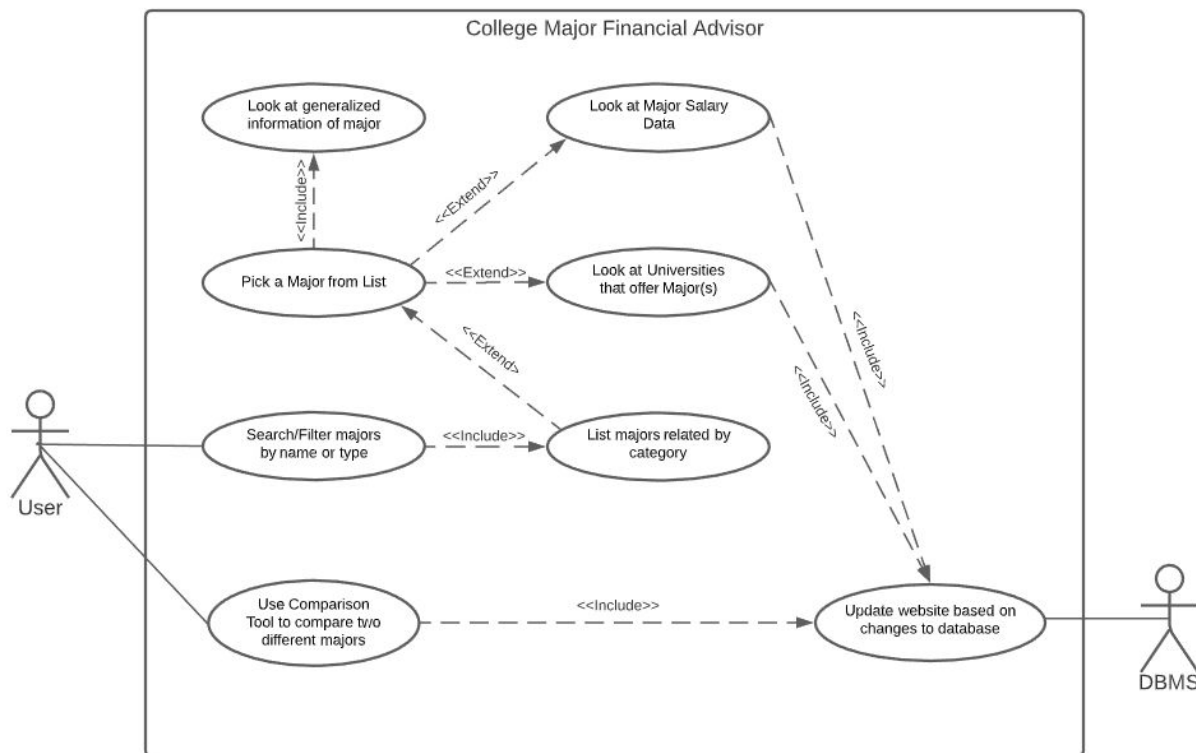 College Major Financial Advisor
Look at generalized
information of major
Look at Major Salary
Data
<<Include>>
<<Extend>>
Pick a Major from List
<<Extend>>
Look at Universities
that offer Major(s)
<<Extend>
<<Include>>
<<Include>>
Search/Filter majors
by name or type
<<Include>>
List majors related by
category
User
Use Comparison
Tool to compare two
different majors
<<Include>>
Update website based on
changes to database
DBMS